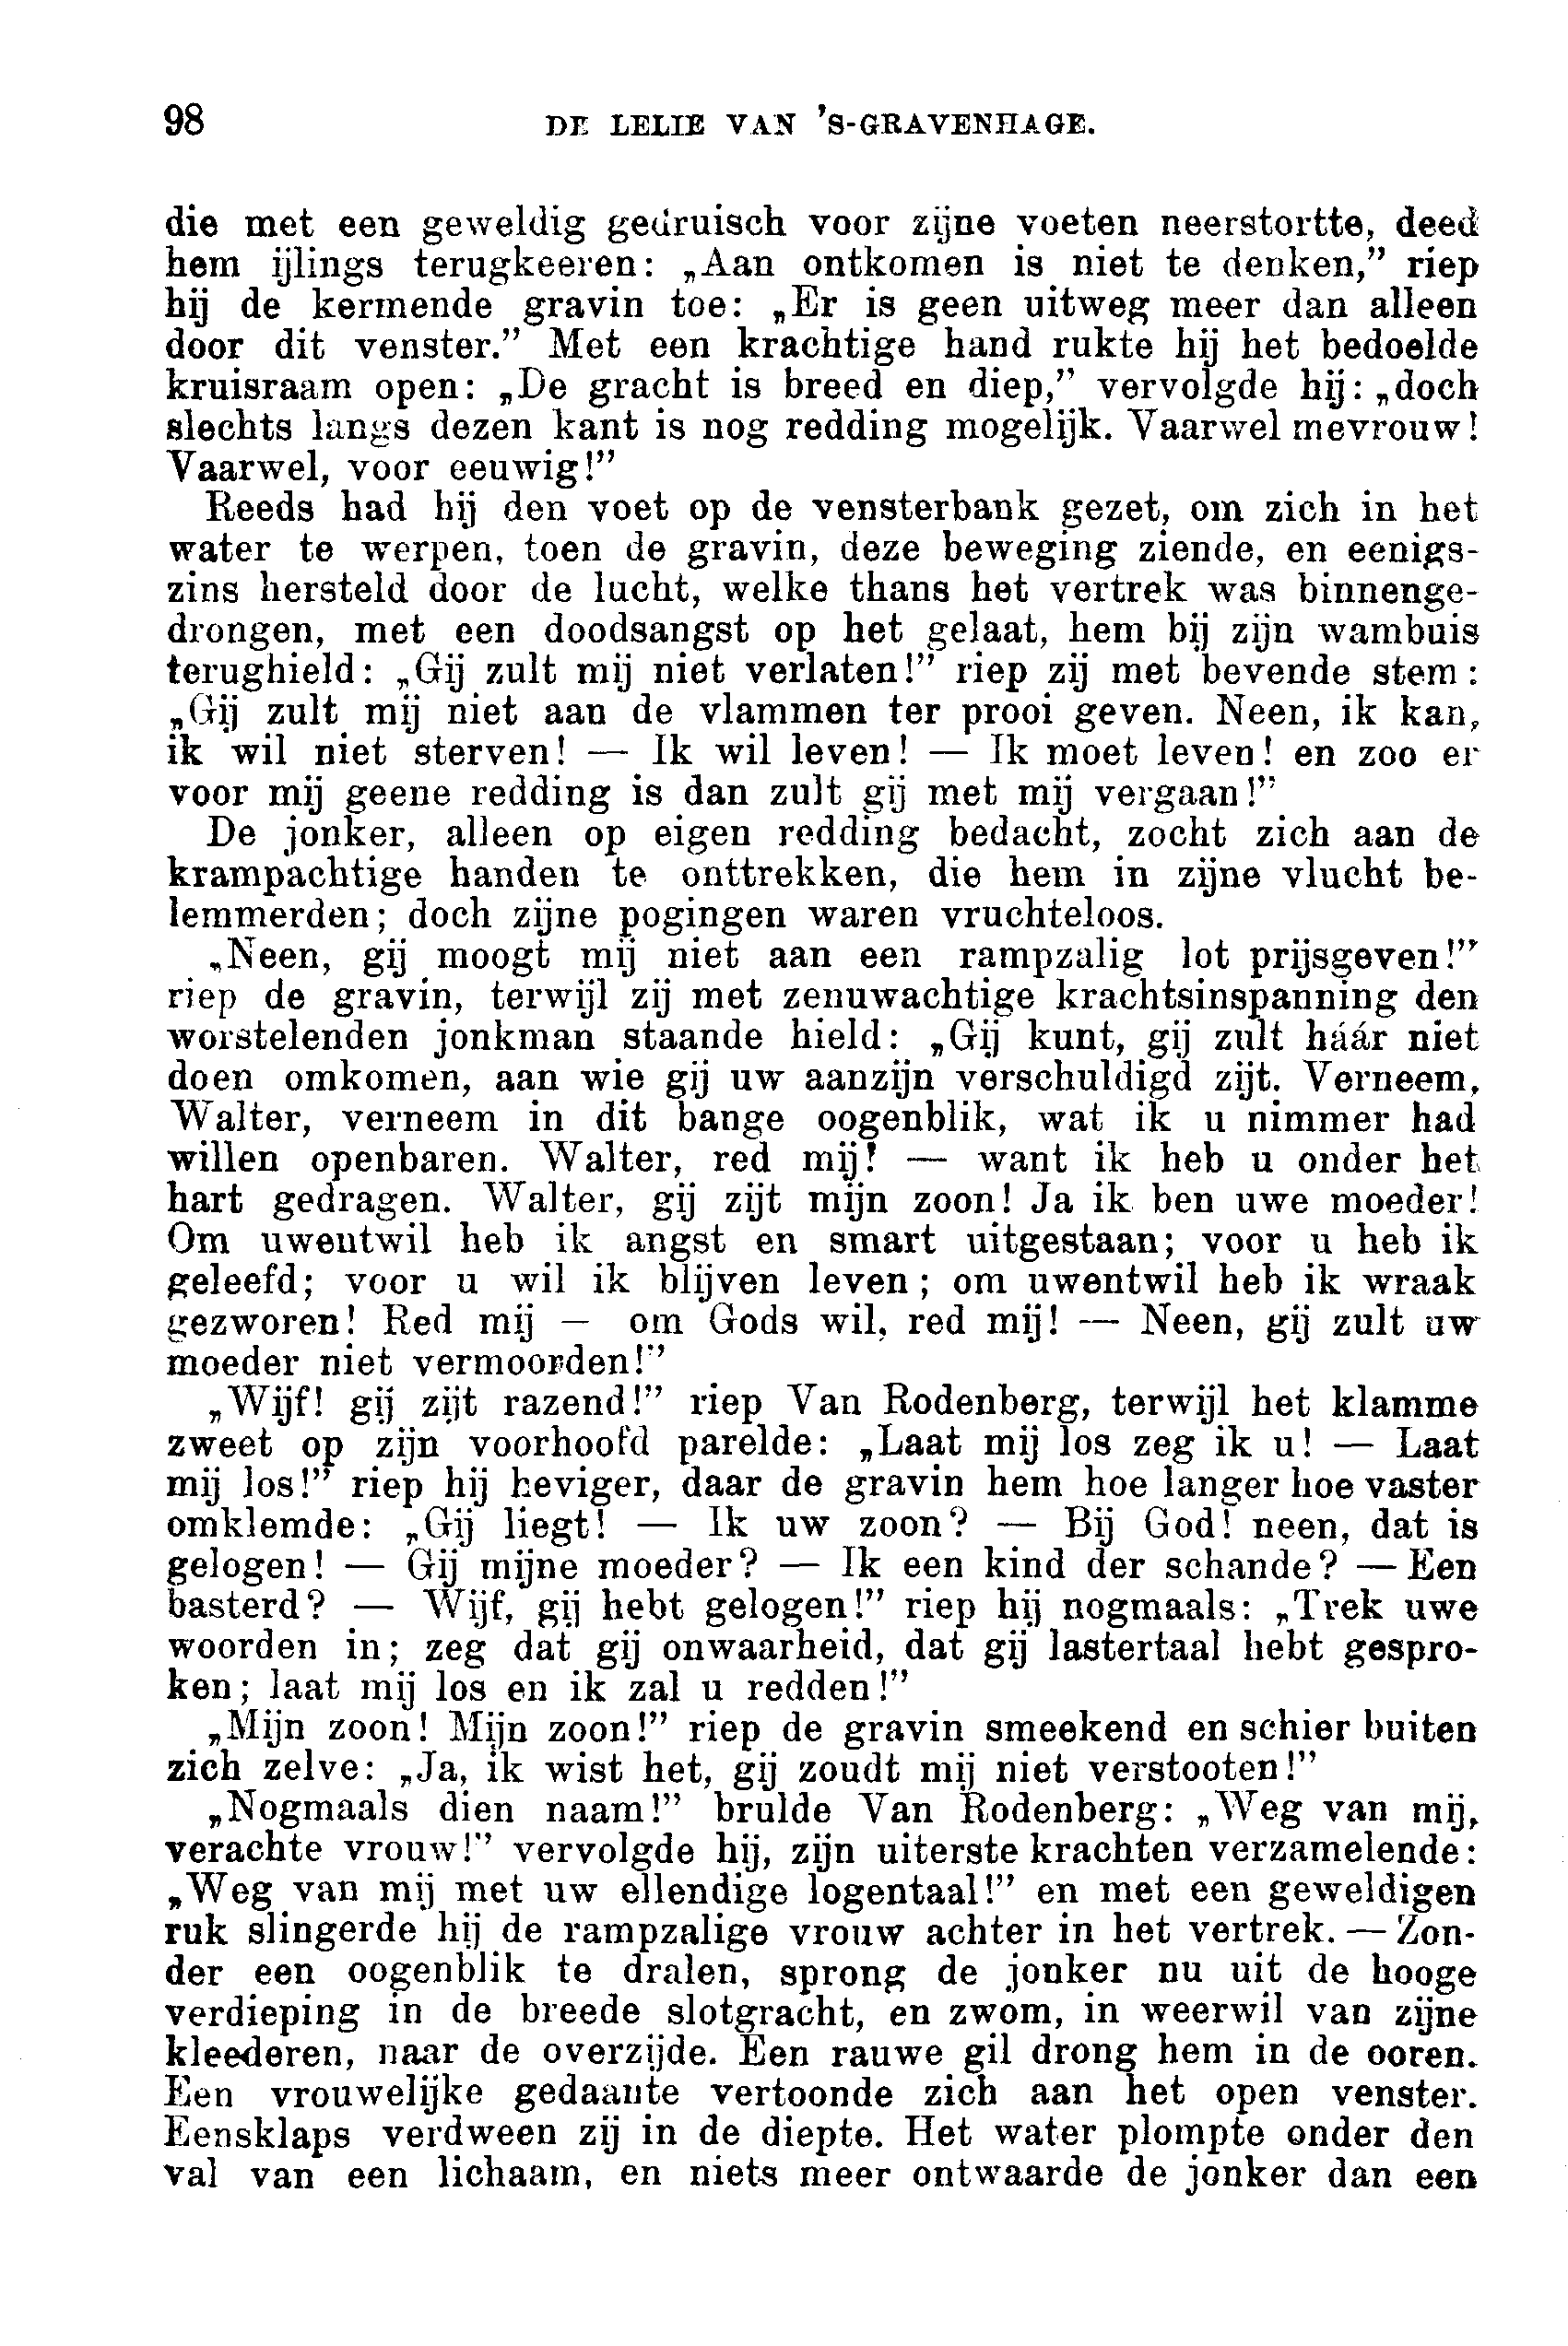 98
DE LELIE VAN 'S-GRAVENHAGE.
die met een geweldig gedruisch voor zijne voeten neerstortte, deed
hem ijlings terugkeeren: „Aan ontkomen is niet te denken,” riep
hij de kermende gravin toe: „Er is geen uitweg meer dan alleen
door dit venster.” Met een krachtige hand rukte hij het bedoelde
kruisraam open: „De gracht is breed en diep,” vervolgde hij: „doch
slechts langs dezen kant is nog redding mogelijk. Vaarwel mevrouw!
Vaarwel, voor eeuwig!”
Reeds had hij den voet op de vensterbank gezet, om zich in het
water te werpen, toen de gravin, deze beweging ziende, en eenigs-
zins hersteld door de lucht, welke thans het vertrek was binnenge-
drongen, met een doodsangst op het gelaat, hem bij zijn wambuis
terughield: „Gij zult mij niet verlaten!” riep zij met bevende stem:
„Gij zult mij niet aan de vlammen ter prooi geven. Neen, ik kan,
ik wil niet sterven! — Ik wil leven! — Ik moet leven! en zoo er
voor mij geene redding is dan zult gij met mij vergaan!”
De jonker, alleen op eigen redding bedacht, zocht zich aan de
krampachtige handen te onttrekken, die hem in zijne vlucht be-
lemmerden; doch zijne pogingen waren vruchteloos.
„Neen, gij moogt mij niet aan een rampzalig lot prijsgeven!”
riep de gravin, terwijl zij met zenuwachtige krachtsinspanning den
worstelenden jonkman staande hield: „Gij kunt, gij zult háár niet
doen omkomen, aan wie gij uw aanzijn verschuldigd zijt. Verneem,
Walter, verneem in dit bange oogenblik, wat ik u nimmer had
willen openbaren. Walter, red mij! — want ik heb u onder het
hart gedragen. Walter, gij zijt mijn zoon! Ja ik ben uwe moeder!
Om uwentwil heb ik angst en smart uitgestaan; voor u heb ik
geleefd; voor u wil ik blijven leven; om uwentwil heb ik wraak
gezworen! Red mij — om Gods wil, red mij! — Neen, gij zult uw
moeder niet vermoorden!”
„Wijf! gij zijt razend!” riep Van Rodenberg, terwijl het klamme
zweet op zijn voorhoofd parelde: „Laat mij los zeg ik u! — Laat
mij los!” riep hij heviger, daar de gravin hem hoe langer hoe vaster
omklemde: „Gij liegt! — Ik uw zoon? — Bij God! neen, dat is
gelogen! — Gij mijne moeder? — Ik een kind der schande? — Een
basterd? — Wijf, gij hebt gelogen!” riep hij nogmaals: „Trek uwe
woorden in; zeg dat gij onwaarheid, dat gij lastertaal hebt gespro-
ken; laat mij los en ik zal u redden!”
„Mijn zoon! Mijn zoon!” riep de gravin smeekend en schier buiten
zich zelve: „Ja, ik wist het, gij zoudt mij niet verstooten!”
„Nogmaals dien naam!” brulde Van Rodenberg: „Weg van mij,
verachte vrouw!” vervolgde hij, zijn uiterste krachten verzamelende:
„Weg van mij met uw ellendige logentaal!” en met een geweldigen
ruk slingerde hij de rampzalige vrouw achter in het vertrek. — Zon-
der een oogenblik te dralen, sprong de jonker nu uit de hooge
verdieping in de breede slotgracht, en zwom, in weerwil van zijne
kleederen, naar de overzijde. Een rauwe gil drong hem in de ooren.
Een vrouwelijke gedaante vertoonde zich aan het open venster.
Eensklaps verdween zij in de diepte. Het water plompte onder den
val van een lichaam, en niets meer ontwaarde de jonker dan een